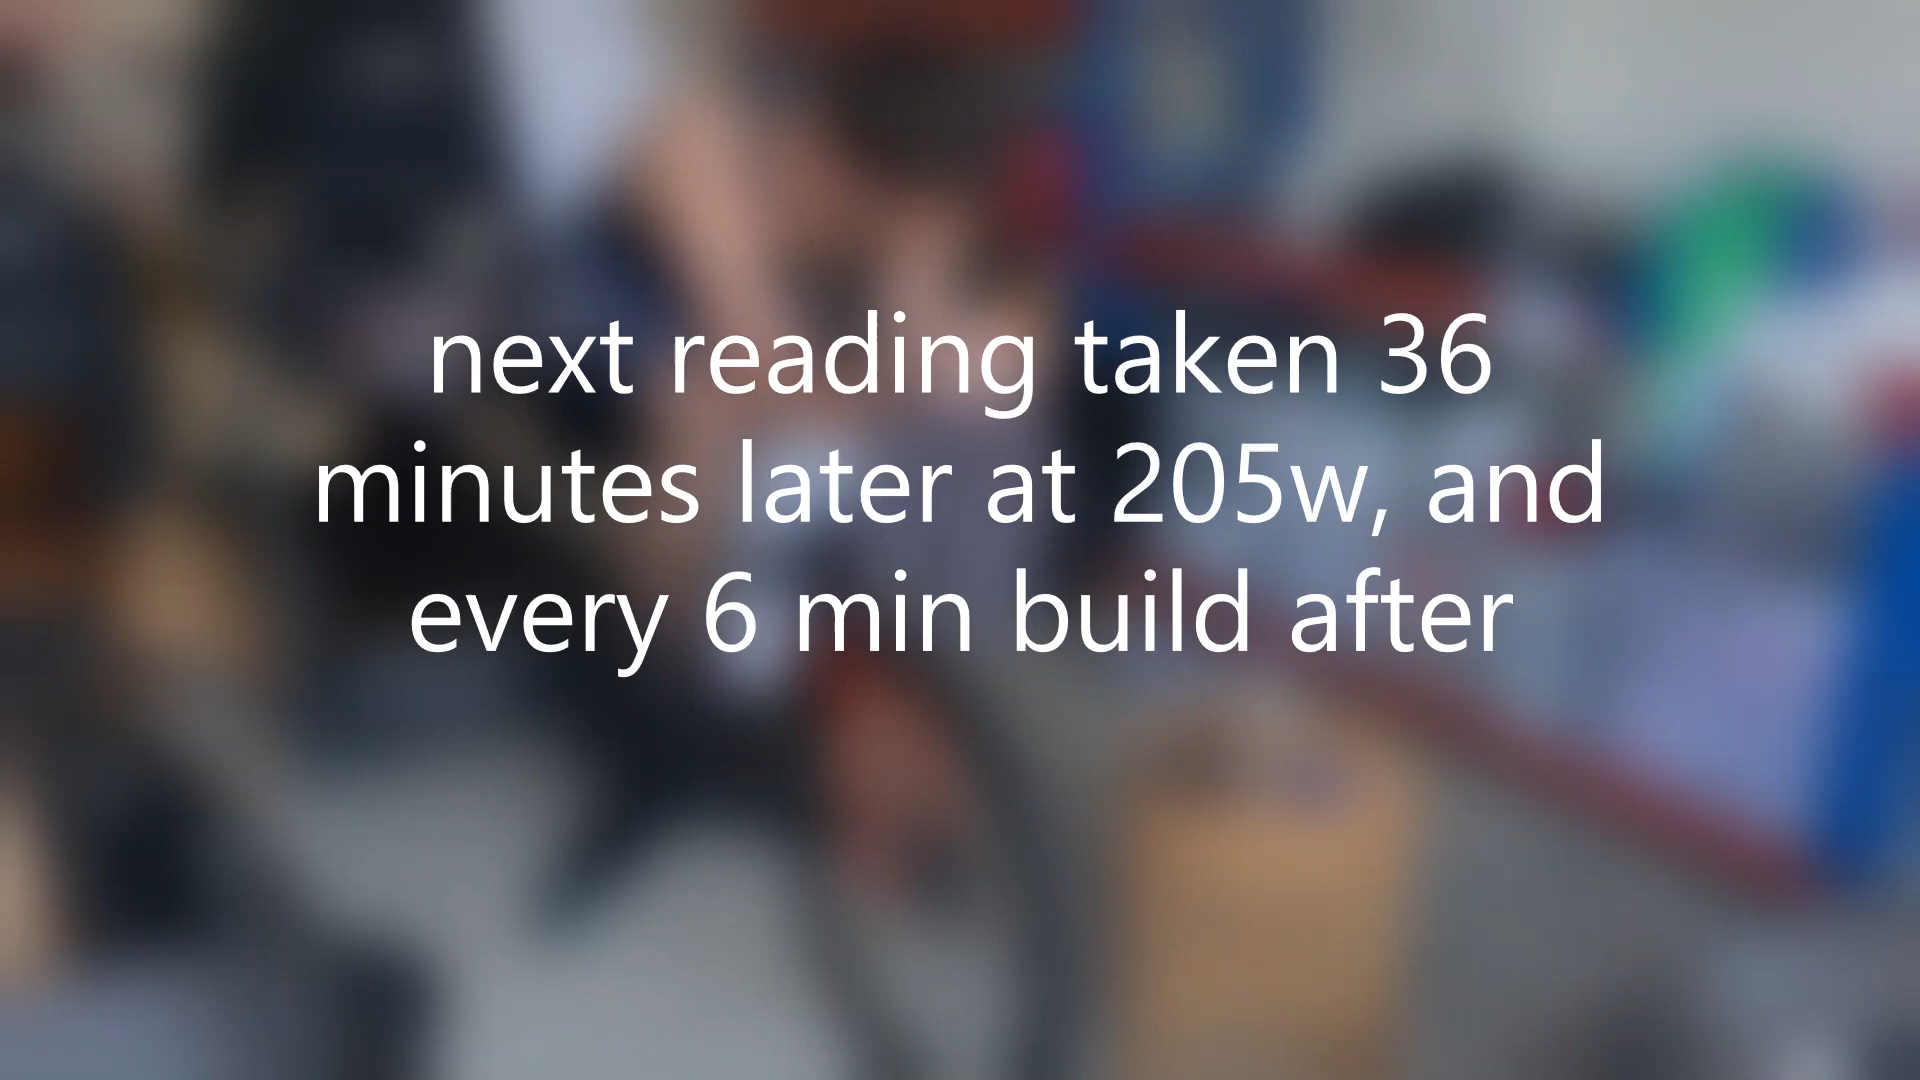 next reading taken 36
minutes later at 205w, and
every 6 min build after